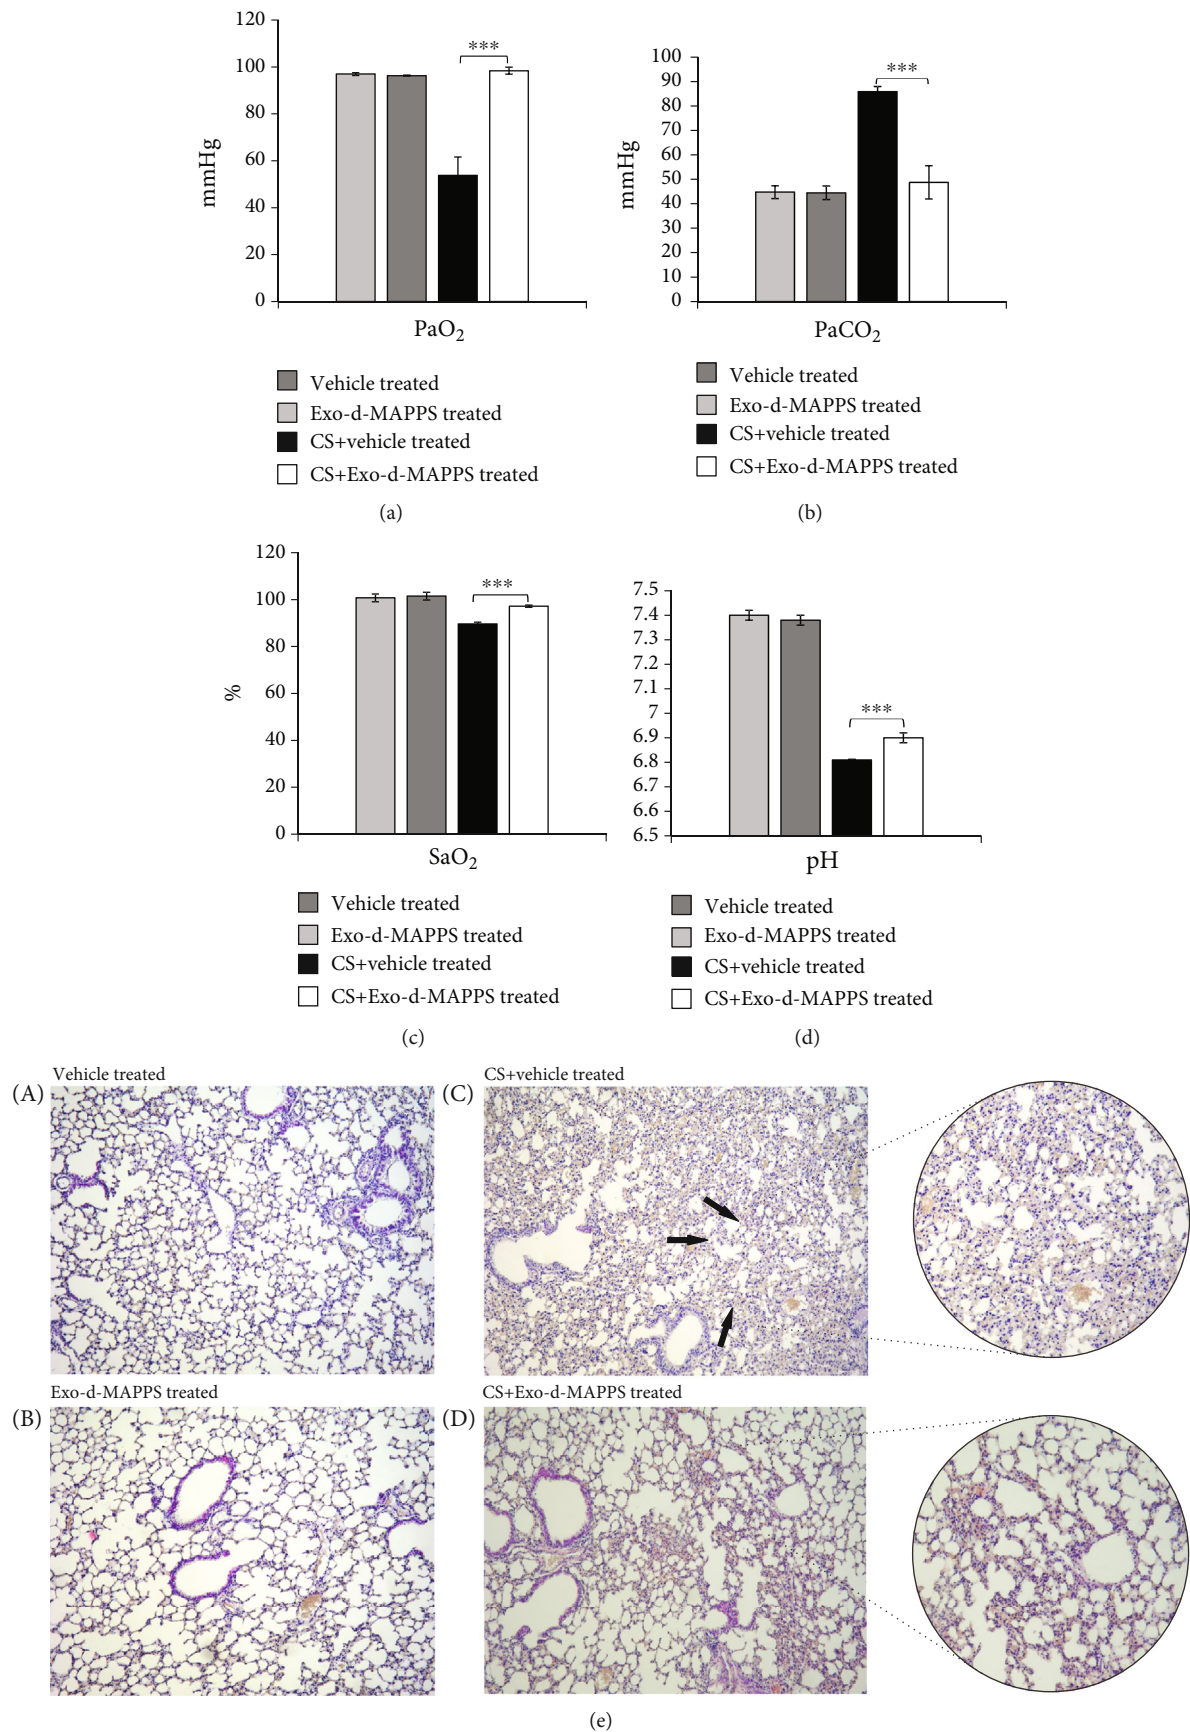 120
100
80
60
40
20
0
mmHg
***
PaO2
Vehicle treated
Exo-d-MAPPS treated
CS+vehicle treated
CS+Exo-d-MAPPS treated
(a)
100
90
80
70
60
50
40
30
20
10
0
mmHg
***
PaCO2
Vehicle treated
Exo-d-MAPPS treated
CS+vehicle treated
CS+Exo-d-MAPPS treated
(b)
120
100
80
60
40
20
0
%
***
SaO2
Vehicle treated
Exo-d-MAPPS treated
CS+vehicle treated
CS+Exo-d-MAPPS treated
(c)
7.5
7.4
7.3
7.2
7.1
7
6.9
6.8
6.7
6.6
6.5
***
pH
Vehicle treated
Exo-d-MAPPS treated
CS+vehicle treated
CS+Exo-d-MAPPS treated
(d)
(A)
Vehicle treated
(C)
CS+vehicle treated
(B)
Exo-d-MAPPS treated
(D)
CS+Exo-d-MAPPS treated
(e)